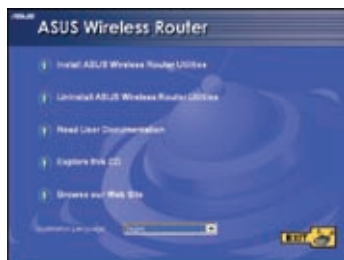 ASUS Wireless Router
Install ASUS Wireless Router Utilities
Uninstall ASUS Wireless Router Utilities
Read User Documentation
Explore this CD
Browse our Web Site
EXIT